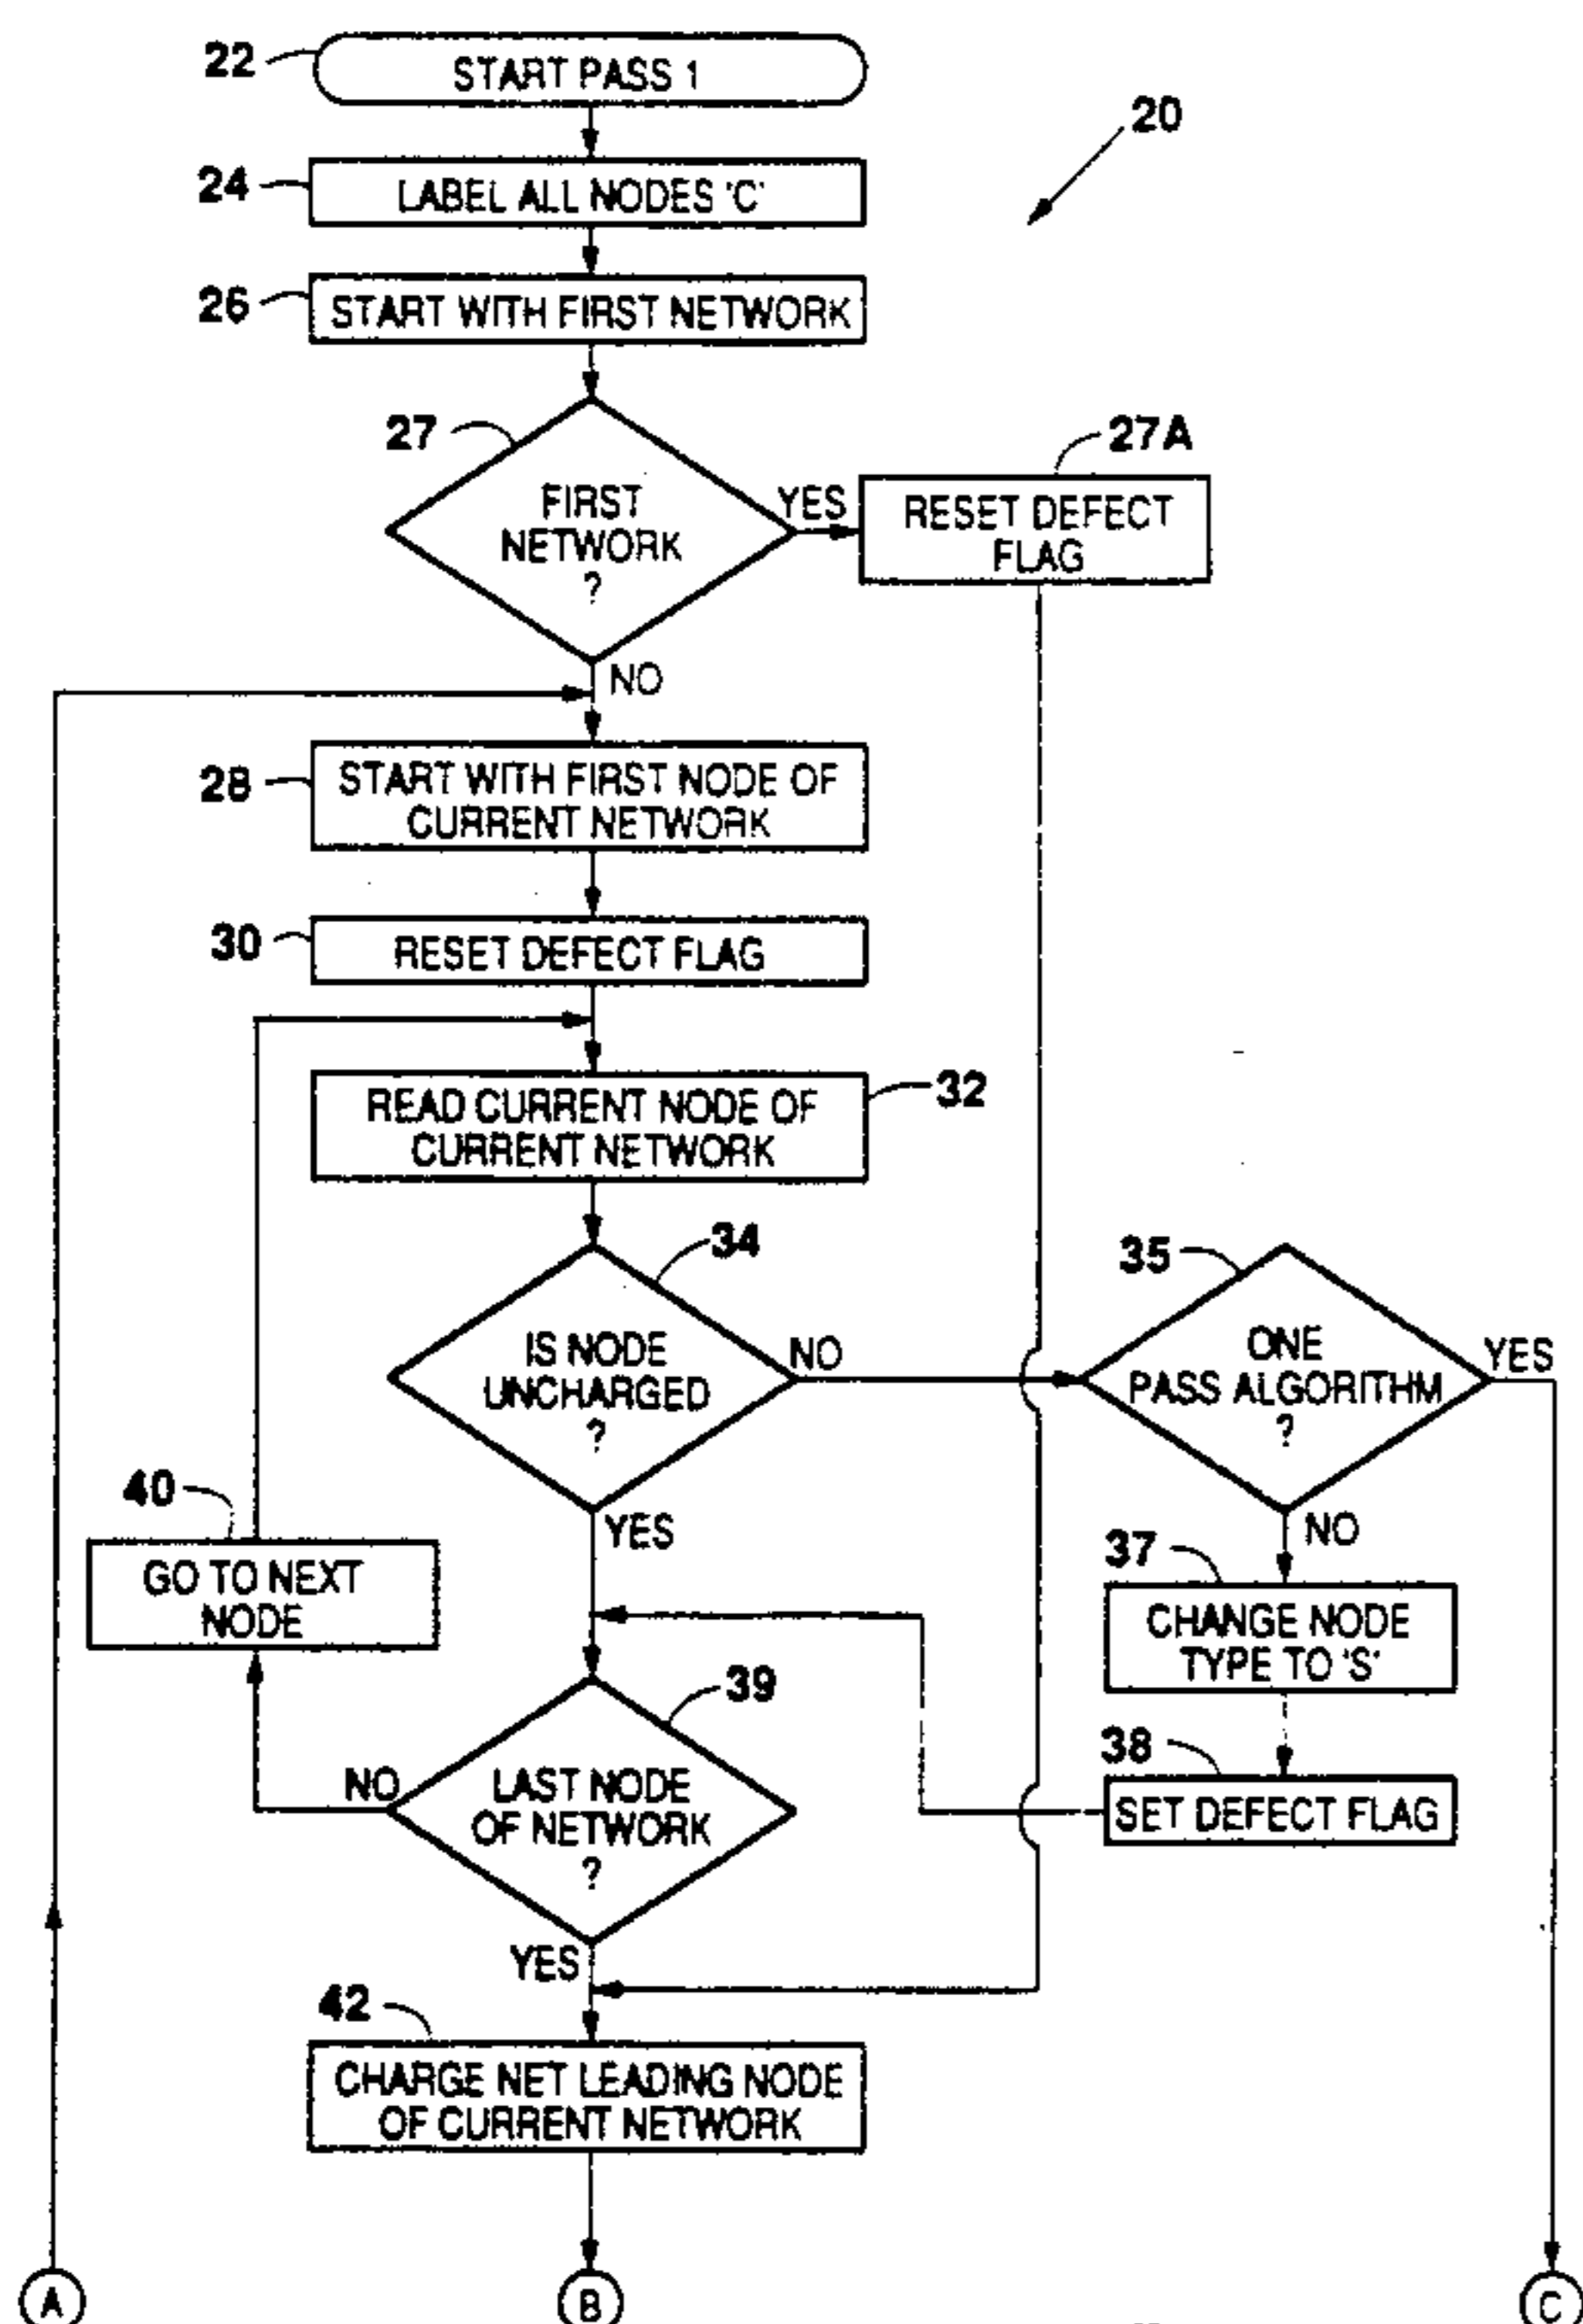 22
START PASS 1
20
24
LABEL ALL NODES 'C'
26
START WITH FIRST NETWORK
27
FIRST
NETWORK
?
YES
27A
RESET DEFECT
FLAG
NO
28
START WITH FIRST NODE OF
CURRENT NETWORK
30
RESET DEFECT FLAG
32
READ CURRENT NODE OF
CURRENT NETWORK
34
IS NODE
UNCHARGED
?
NO
35
ONE
PASS ALGORITHM
?
YES
YES
NO
40
GO TO NEXT
NODE
37
CHANGE NODE
TYPE TO 'S'
38
SET DEFECT FLAG
39
LAST NODE
OF NETWORK
?
NO
YES
42
CHARGE NET LEADING NODE
OF CURRENT NETWORK
A
B
C